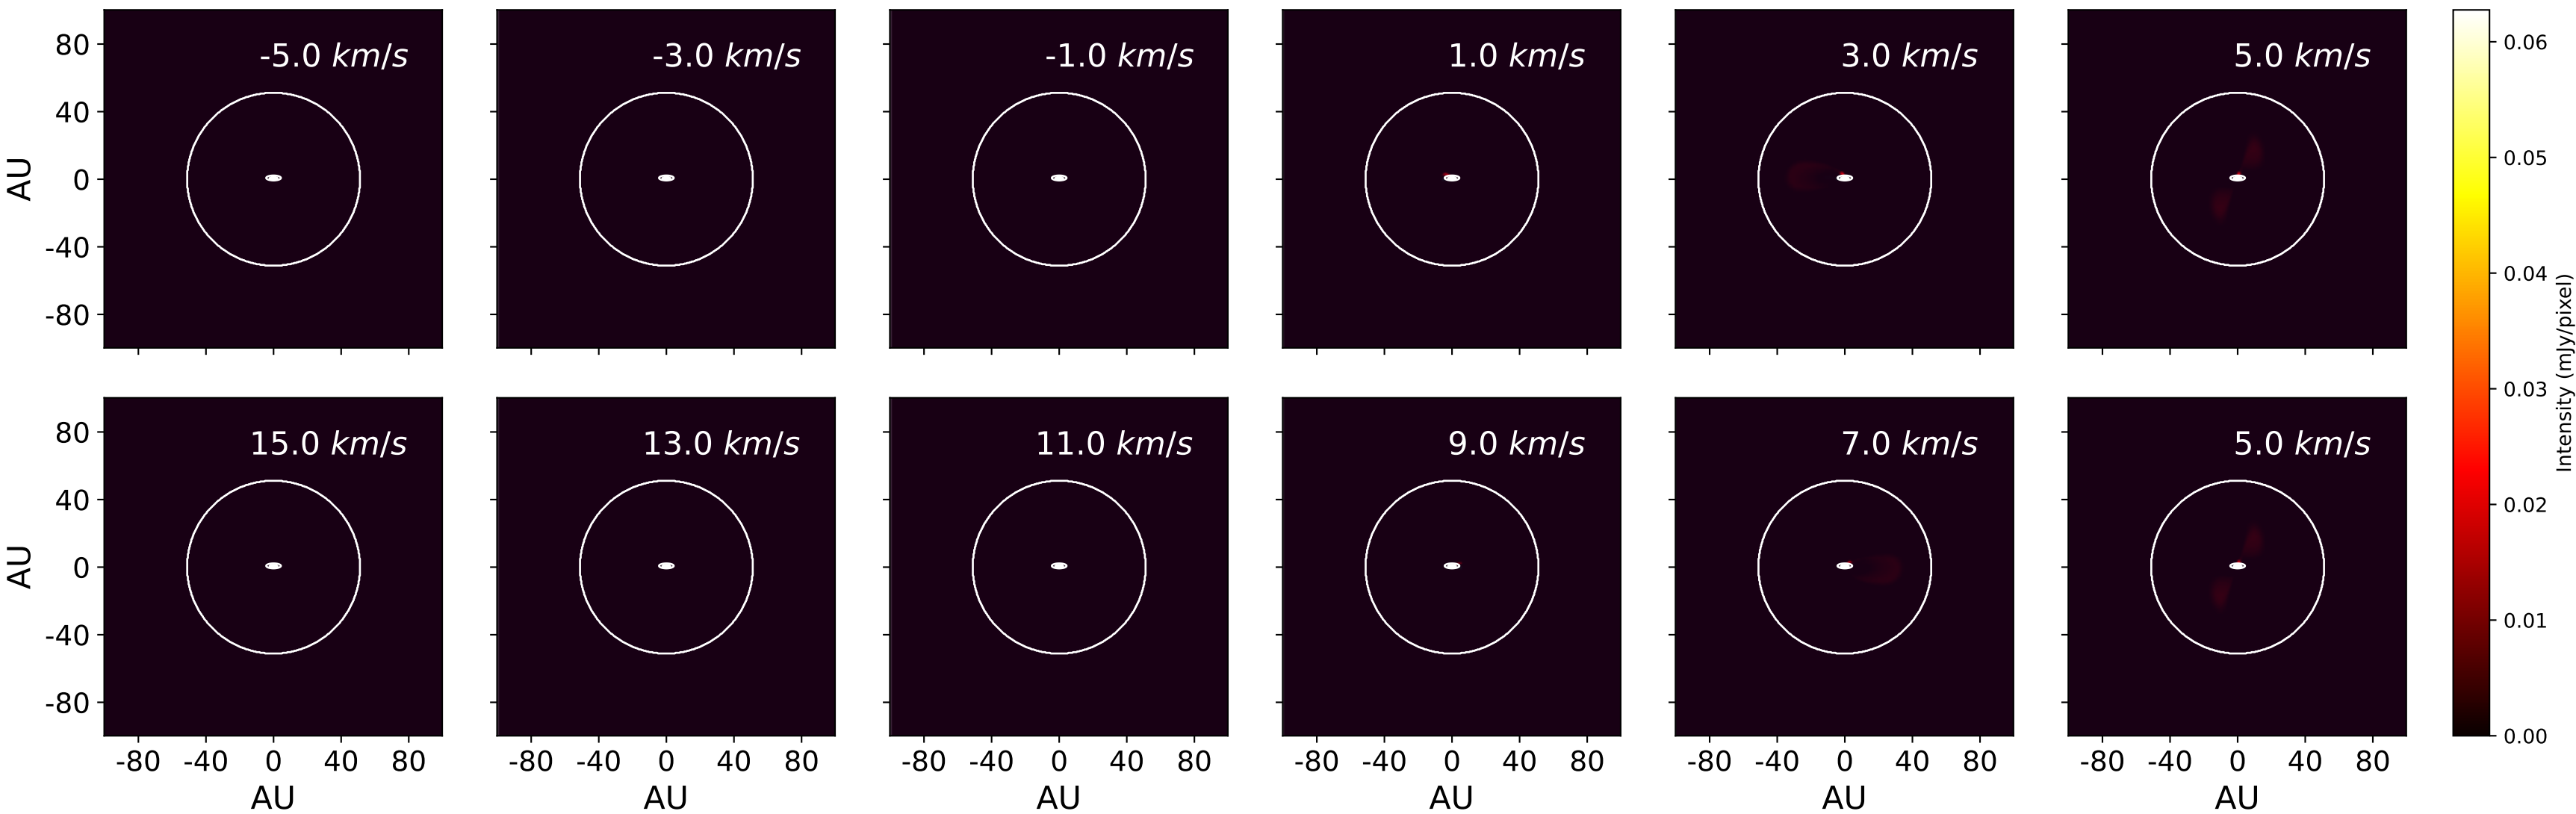 -5.0 km/s
-3.0 km/s
-1.0 km/s
1.0 km/s
3.0 km/s
5.0 km/s
80
40
0
-40
-80
AU
15.0 km/s
13.0 km/s
11.0 km/s
9.0 km/s
7.0 km/s
5.0 km/s
80
40
0
-40
-80
AU
-80 -40 0 40 80
-80 -40 0 40 80
-80 -40 0 40 80
-80 -40 0 40 80
-80 -40 0 40 80
-80 -40 0 40 80
AU
AU
AU
AU
AU
AU
0.06
0.05
0.04
0.03
0.02
0.01
0.00
Intensity (mJy/pixel)